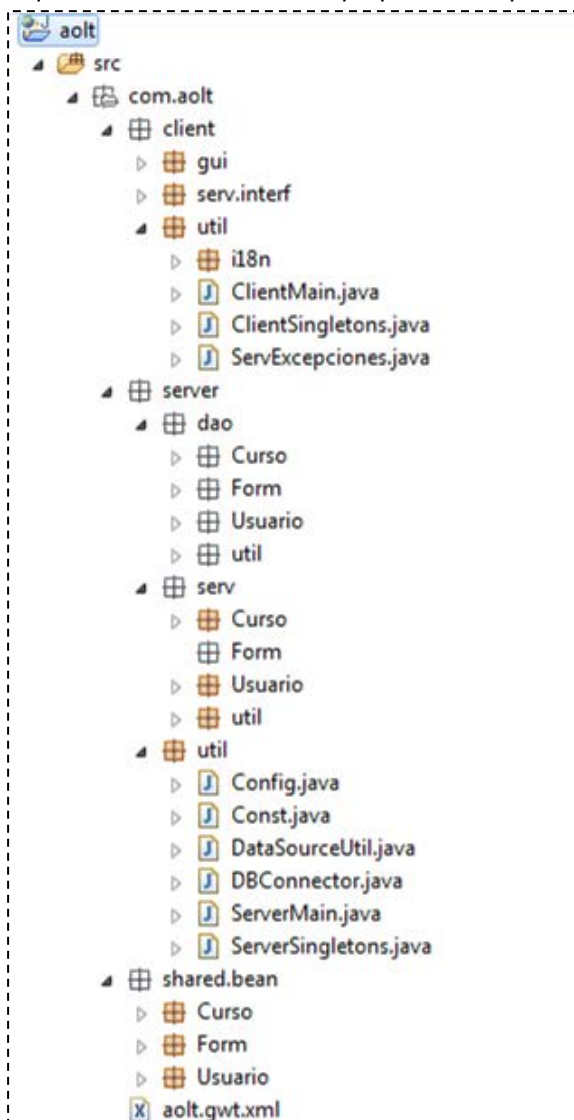 aolt
src
com.aolt
client
gui
serv.interf
util
i18n
ClientMain.java
ClientSingletons.java
ServExcepciones.java
server
dao
Curso
Form
Usuario
util
serv
Curso
Form
Usuario
util
util
Config.java
Const.java
DataSourceUtil.java
DBConnector.java
ServerMain.java
ServerSingletons.java
shared.bean
Curso
Form
Usuario
aolt.gwt.xml